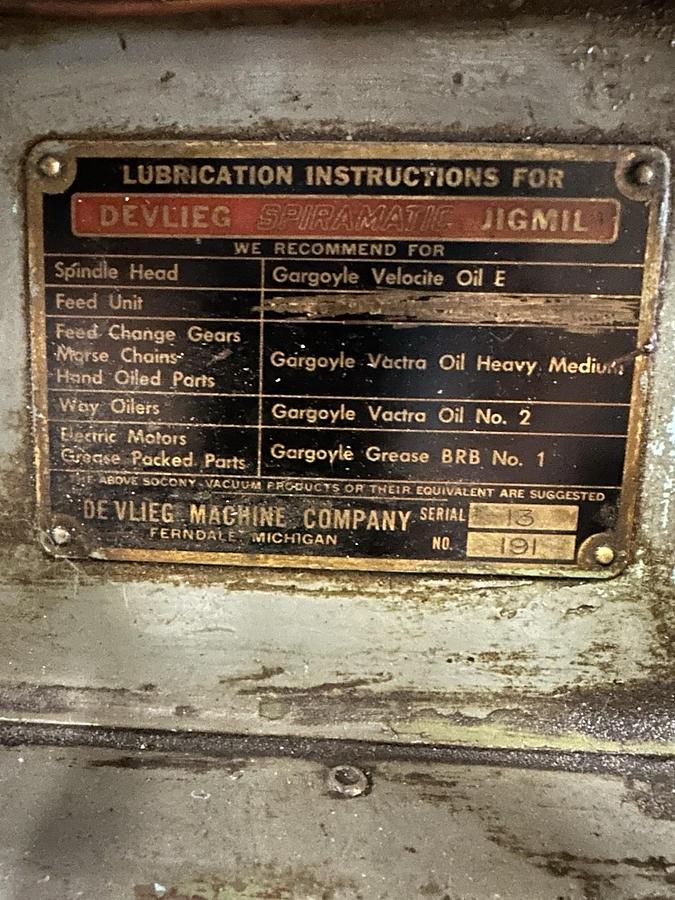 LUBRICATION INSTRUCTIONS FOR
DEVLIEG SPIRAMATIC JIGMIL
WE RECOMMEND FOR
Spindle Head Gargoyle Velocite Oil E
Feed Unit
Feed Change Gears
Morse Chains
Hand Oiled Parts
Gargoyle Vactra Oil Heavy Medium
Way Oilers Gargoyle Vactra Oil No. 2
Electric Motors
Grease Packed Parts
Gargoyle Grease BRB No. 1
THE ABOVE SOCONY-VACUUM PRODUCTS OR THEIR EQUIVALENT ARE SUGGESTED
DEVLIEG MACHINE COMPANY SERIAL 13
FERNDALE, MICHIGAN NO. 191